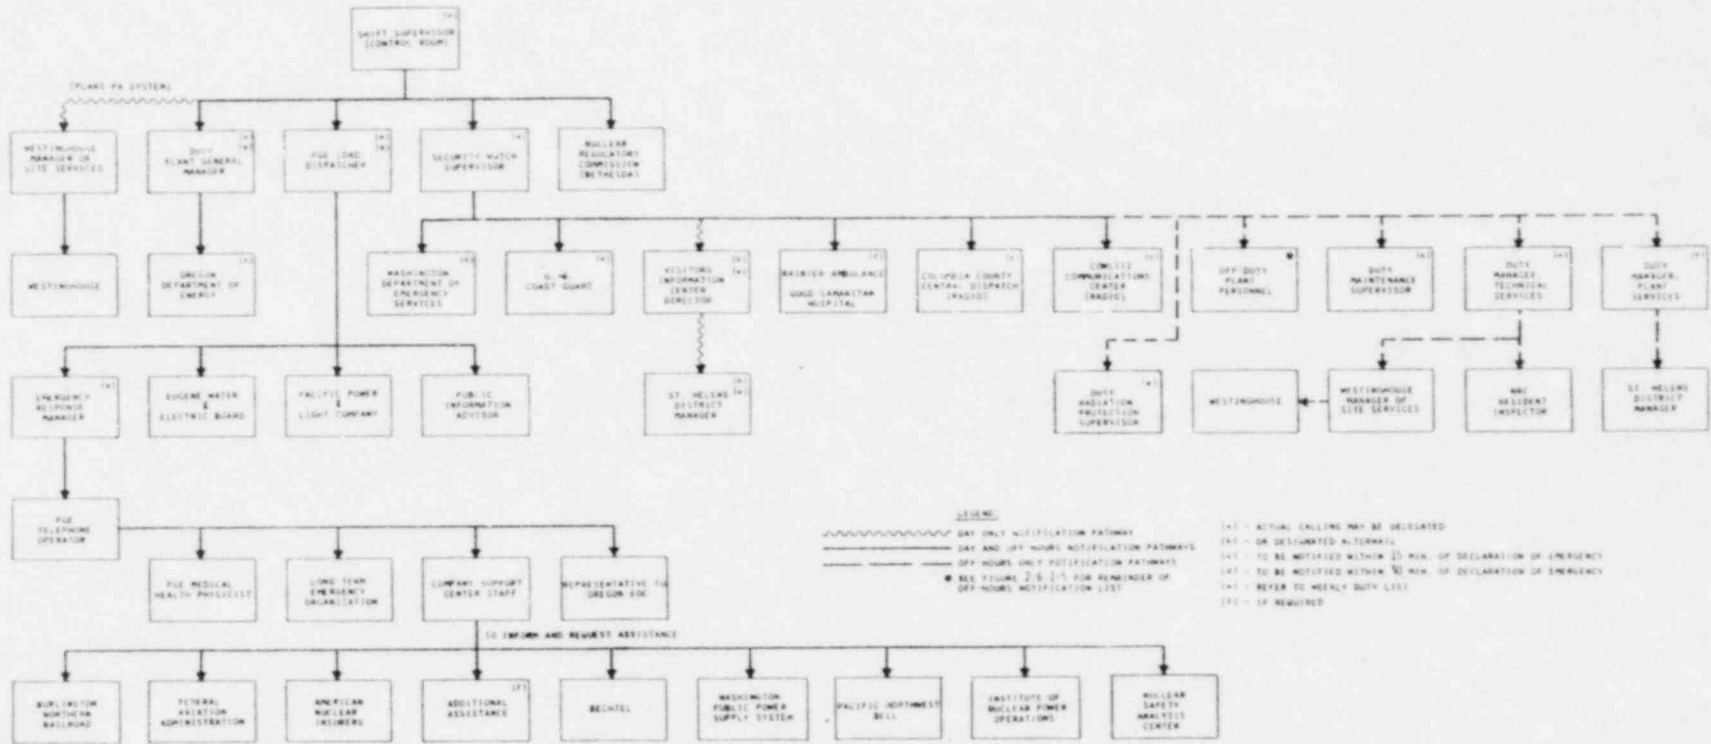 SHIFT SUPERVISOR
(CONTROL ROOM)
(PLANT PA SYSTEM)
WESTINGHOUSE
MANAGER OF
SITE SERVICES
DUTY
PLANT GENERAL
MANAGER
PGE LOAD
DISPATCHER
SECURITY WATCH
SUPERVISOR
NUCLEAR
REGULATORY
COMMISSION
(BETHESDA)
WESTINGHOUSE
OREGON
DEPARTMENT OF
ENERGY
WASHINGTON
DEPARTMENT OF
EMERGENCY
SERVICES
COAST GUARD
VISITORS
INFORMATION
CENTER
DIRECTOR
RAINIER AMBULANCE
GOOD SAMARITAN
HOSPITAL
COLUMBIA COUNTY
CENTRAL DISPATCH
(RADIO)
COWLITZ
COMMUNICATIONS
CENTER
(RADIO)
OFF-DUTY
PLANT
PERSONNEL
DUTY
MAINTENANCE
SUPERVISOR
DUTY
MANAGER,
TECHNICAL
SERVICES
DUTY
MANAGER,
PLANT
SERVICES
EMERGENCY
RESPONSE
MANAGER
EUGENE WATER
&
ELECTRIC BOARD
PACIFIC POWER
&
LIGHT COMPANY
PUBLIC
INFORMATION
ADVISOR
ST. HELENS
DISTRICT
MANAGER
DUTY
RADIATION
PROTECTION
SUPERVISOR
WESTINGHOUSE
WESTINGHOUSE
MANAGER OF
SITE SERVICES
NRC
RESIDENT
INSPECTOR
ST. HELENS
DISTRICT
MANAGER
PGE
TELEPHONE
OPERATOR
PGE MEDICAL
HEALTH PHYSICIST
LONG TERM
EMERGENCY
ORGANIZATION
COMPANY SUPPORT
CENTER STAFF
REPRESENTATIVE TO
OREGON EOC
TO INFORM AND REQUEST ASSISTANCE
BURLINGTON
NORTHERN
RAILROAD
FEDERAL
AVIATION
ADMINISTRATION
AMERICAN
NUCLEAR
INSURERS
ADDITIONAL
ASSISTANCE
BECHTEL
WASHINGTON
PUBLIC POWER
SUPPLY SYSTEM
PACIFIC NORTHWEST
BELL
INSTITUTE OF
NUCLEAR POWER
OPERATIONS
NUCLEAR
SAFETY
ANALYSIS
CENTER
LEGEND:
DAY ONLY NOTIFICATION PATHWAY
DAY AND OFF-HOURS NOTIFICATION PATHWAYS
OFF-HOURS ONLY NOTIFICATION PATHWAYS
SEE FIGURE 2.6.2-5 FOR REMAINDER OF
OFF-HOURS NOTIFICATION LIST
ACTUAL CALLING MAY BE DELEGATED
OR DESIGNATED ALTERNATE
TO BE NOTIFIED WITHIN 15 MIN. OF DECLARATION OF EMERGENCY
TO BE NOTIFIED WITHIN MIN. OF DECLARATION OF EMERGENCY
REFER TO WEEKLY DUTY LIST
IF REQUIRED